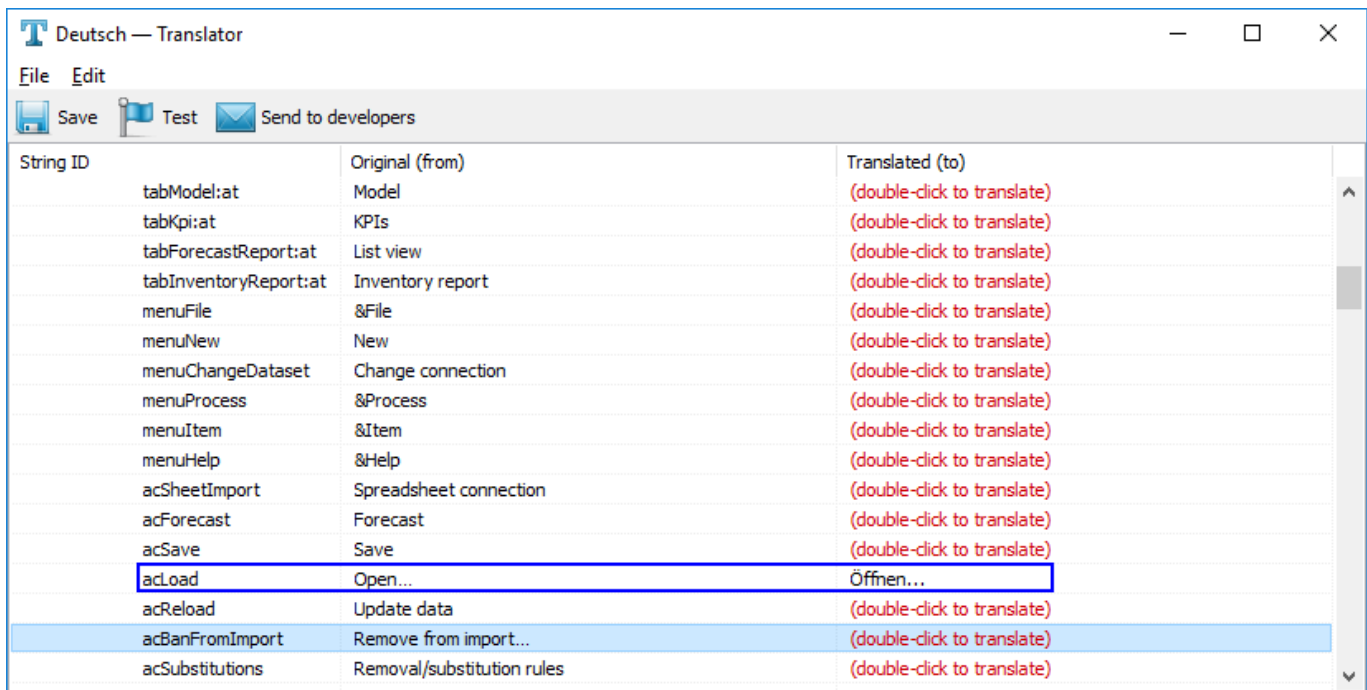 Deutsch — Translator
File Edit
Save Test Send to developers
String ID Original (from) Translated (to)
tabModel:at Model (double-click to translate)
tabKpi:at KPIs (double-click to translate)
tabForecastReport:at List view (double-click to translate)
tabInventoryReport:at Inventory report (double-click to translate)
menuFile &File (double-click to translate)
menuNew New (double-click to translate)
menuChangeDataset Change connection (double-click to translate)
menuProcess &Process (double-click to translate)
menuItem &Item (double-click to translate)
menuHelp &Help (double-click to translate)
acSheetImport Spreadsheet connection (double-click to translate)
acForecast Forecast (double-click to translate)
acSave Save (double-click to translate)
acLoad Open... Öffnen...
acReload Update data (double-click to translate)
acBanFromImport Remove from import... (double-click to translate)
acSubstitutions Removal/substitution rules (double-click to translate)